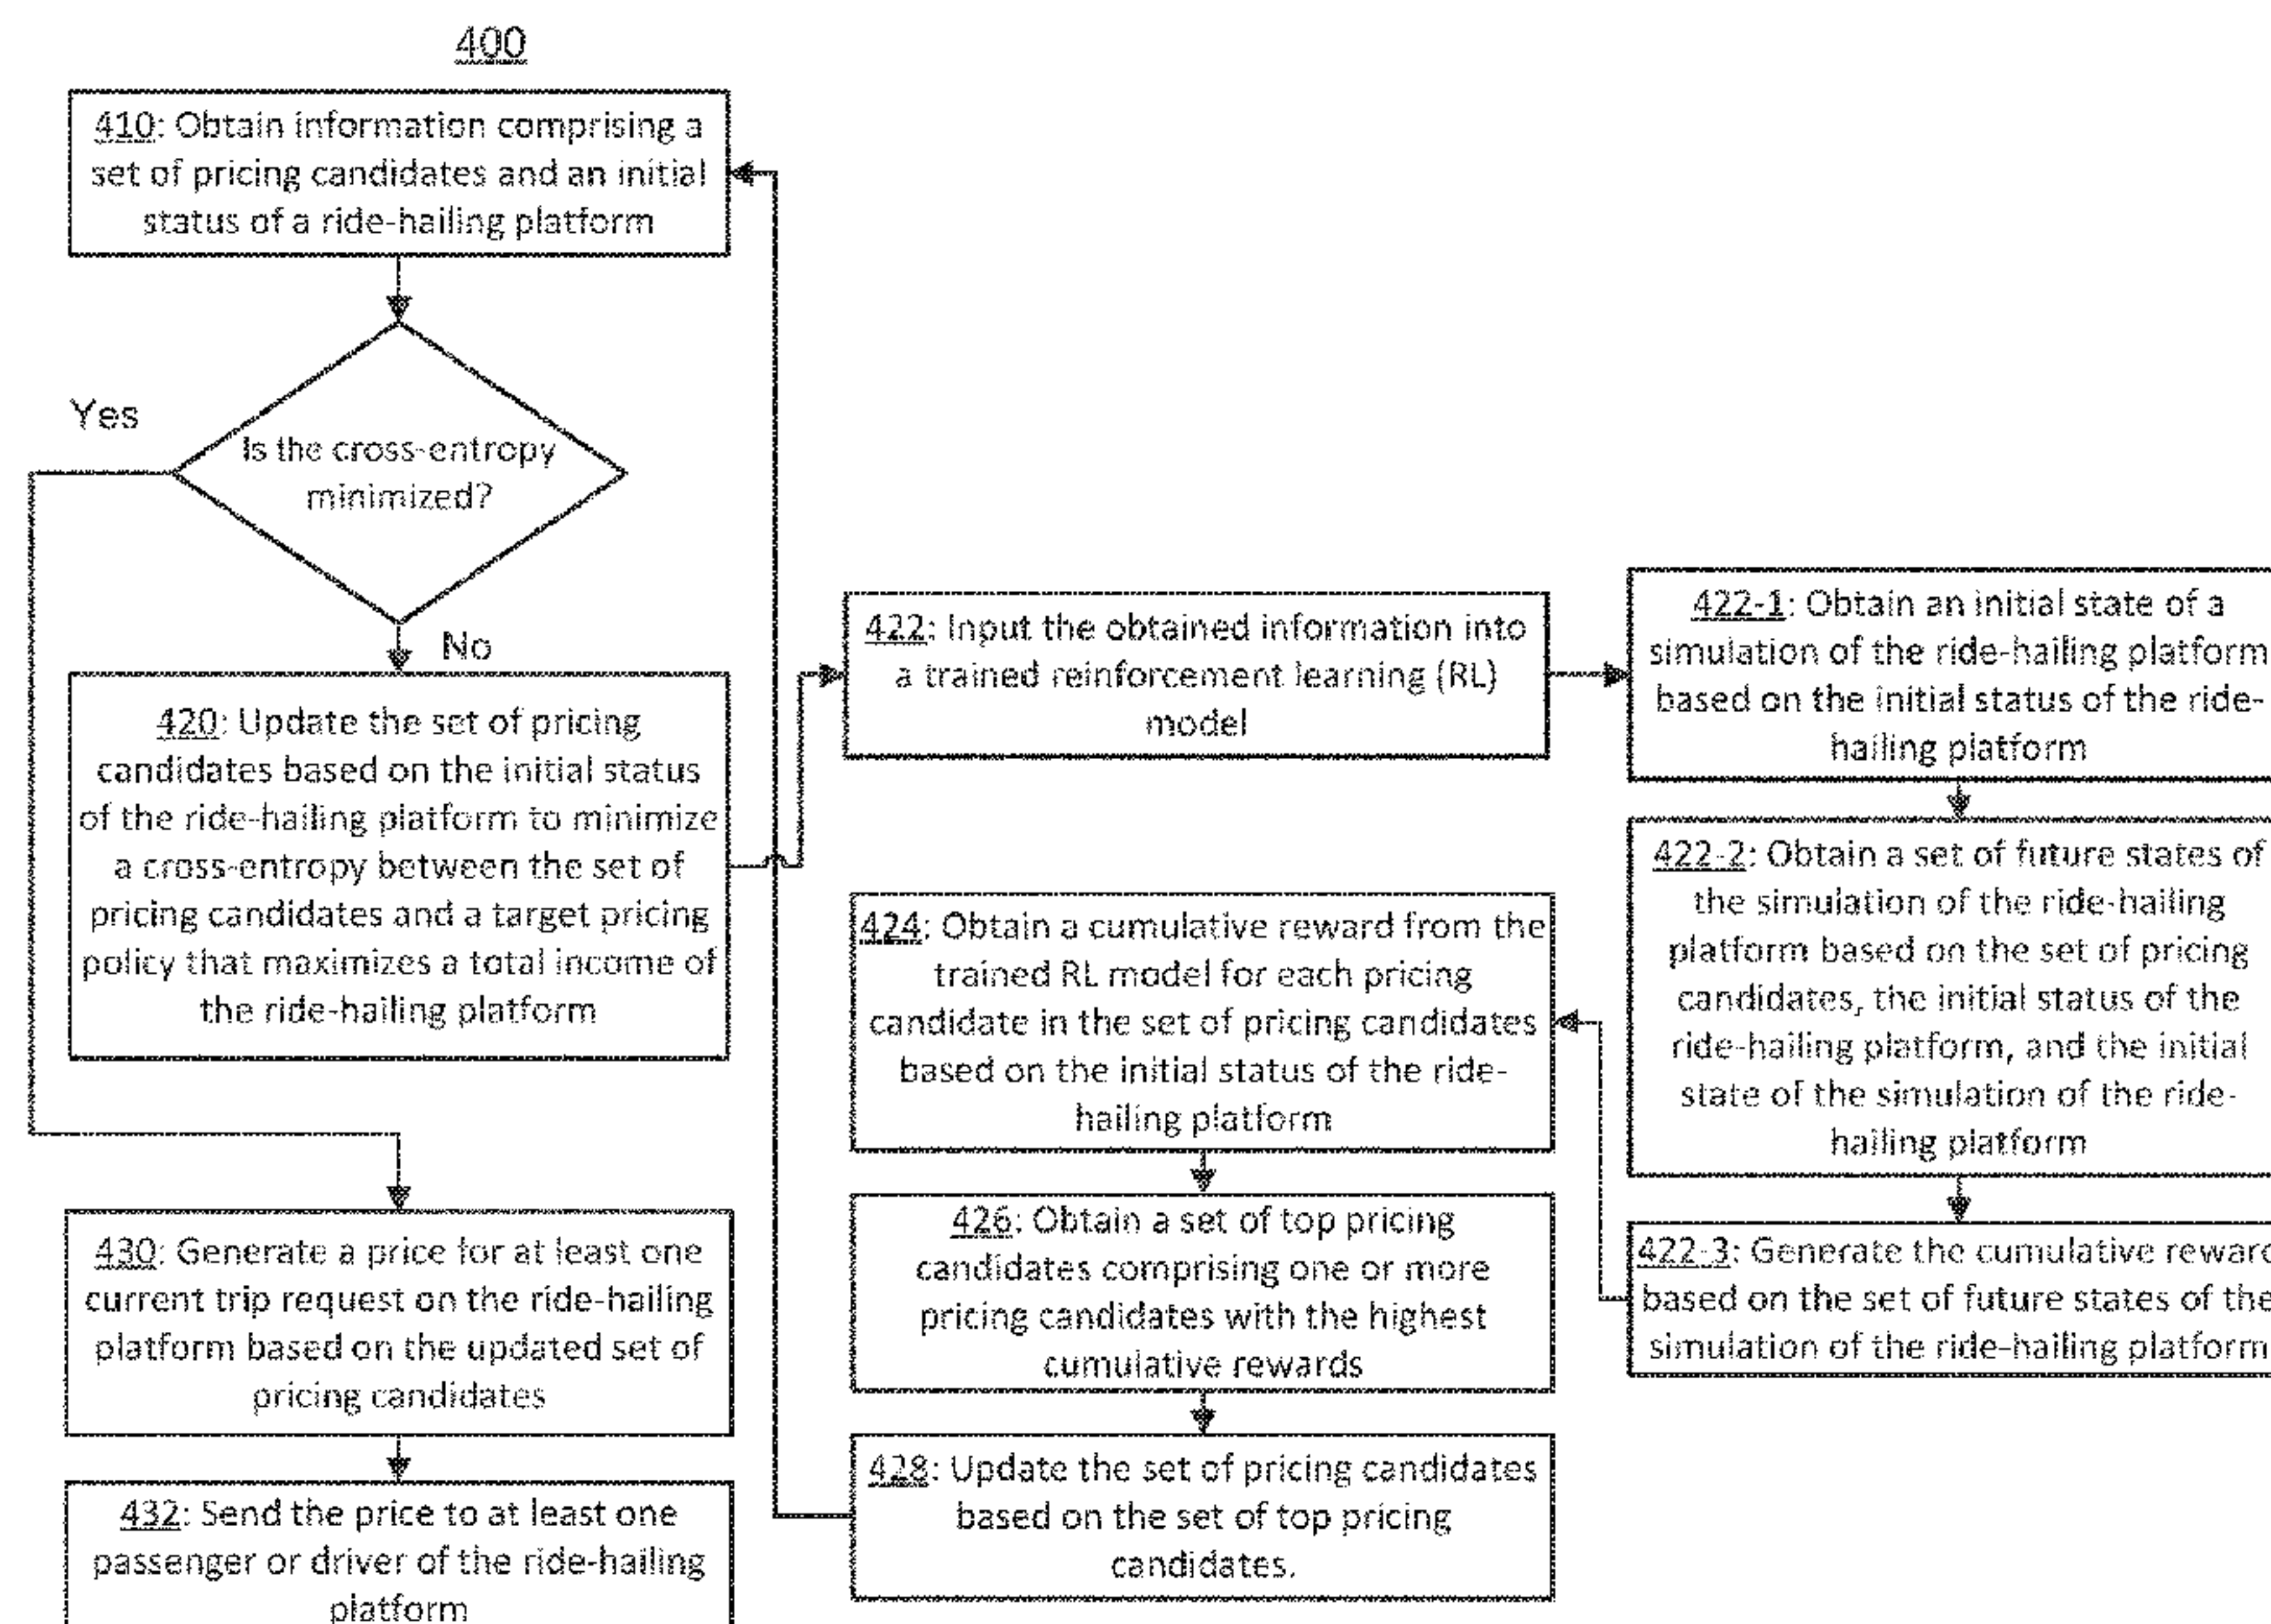 400
410: Obtain information comprising a
set of pricing candidates and an initial
status of a ride-hailing platform
Yes
Is the cross-entropy
minimized?
No
420: Update the set of pricing
candidates based on the initial status
of the ride-hailing platform to minimize
a cross-entropy between the set of
pricing candidates and a target pricing
policy that maximizes a total income of
the ride-hailing platform
422: Input the obtained information into
a trained reinforcement learning (RL)
model
422-1: Obtain an initial state of a
simulation of the ride-hailing platform
based on the initial status of the ride-
hailing platform
422-2: Obtain a set of future states of
the simulation of the ride-hailing
platform based on the set of pricing
candidates, the initial status of the
ride-hailing platform, and the initial
state of the simulation of the ride-
hailing platform
422-3: Generate the cumulative reward
based on the set of future states of the
simulation of the ride-hailing platform
424: Obtain a cumulative reward from the
trained RL model for each pricing
candidate in the set of pricing candidates
based on the initial status of the ride-
hailing platform
426: Obtain a set of top pricing
candidates comprising one or more
pricing candidates with the highest
cumulative rewards
428: Update the set of pricing candidates
based on the set of top pricing
candidates.
430: Generate a price for at least one
current trip request on the ride-hailing
platform based on the updated set of
pricing candidates
432: Send the price to at least one
passenger or driver of the ride-hailing
platform